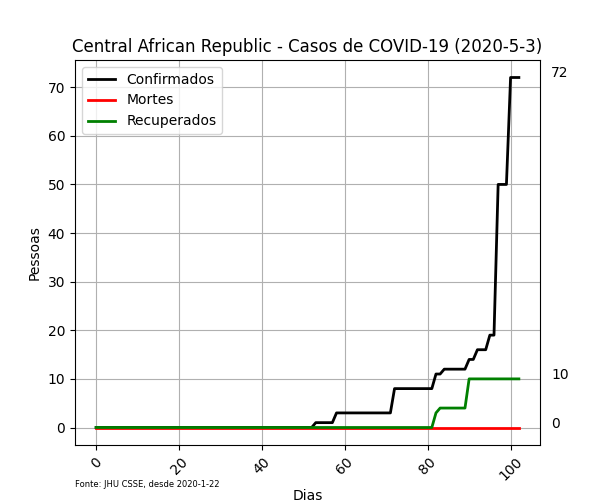 Central African Republic - Casos de COVID-19 (2020-5-3)
Confirmados
Mortes
Recuperados
72
10
0
Pessoas
70
60
50
40
30
20
10
0
0
20
40
60
80
100
Dias
Fonte: JHU CSSE, desde 2020-1-22